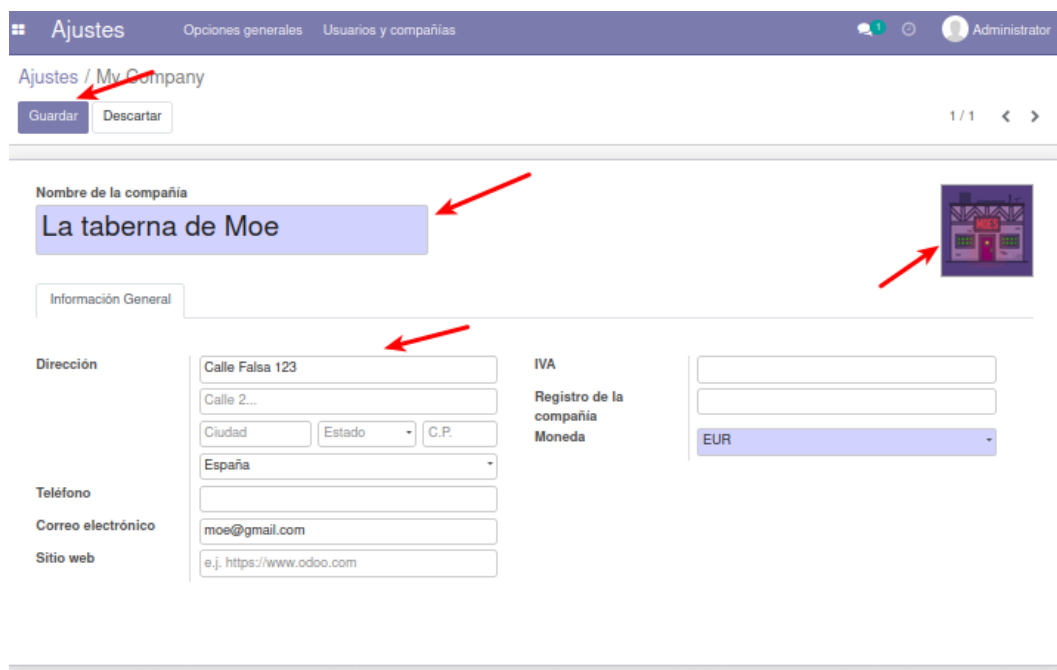 Ajustes Opciones generales Usuarios y compañías 1 Administrator
Ajustes / My Company
Guardar Descartar 1 / 1
Nombre de la compañía
La taberna de Moe
MOES
Información General
Dirección Calle Falsa 123 IVA
Calle 2... Registro de la compañía
Ciudad Estado C.P. Moneda EUR
España
Teléfono
Correo electrónico moe@gmail.com
Sitio web e.j. https://www.odoo.com